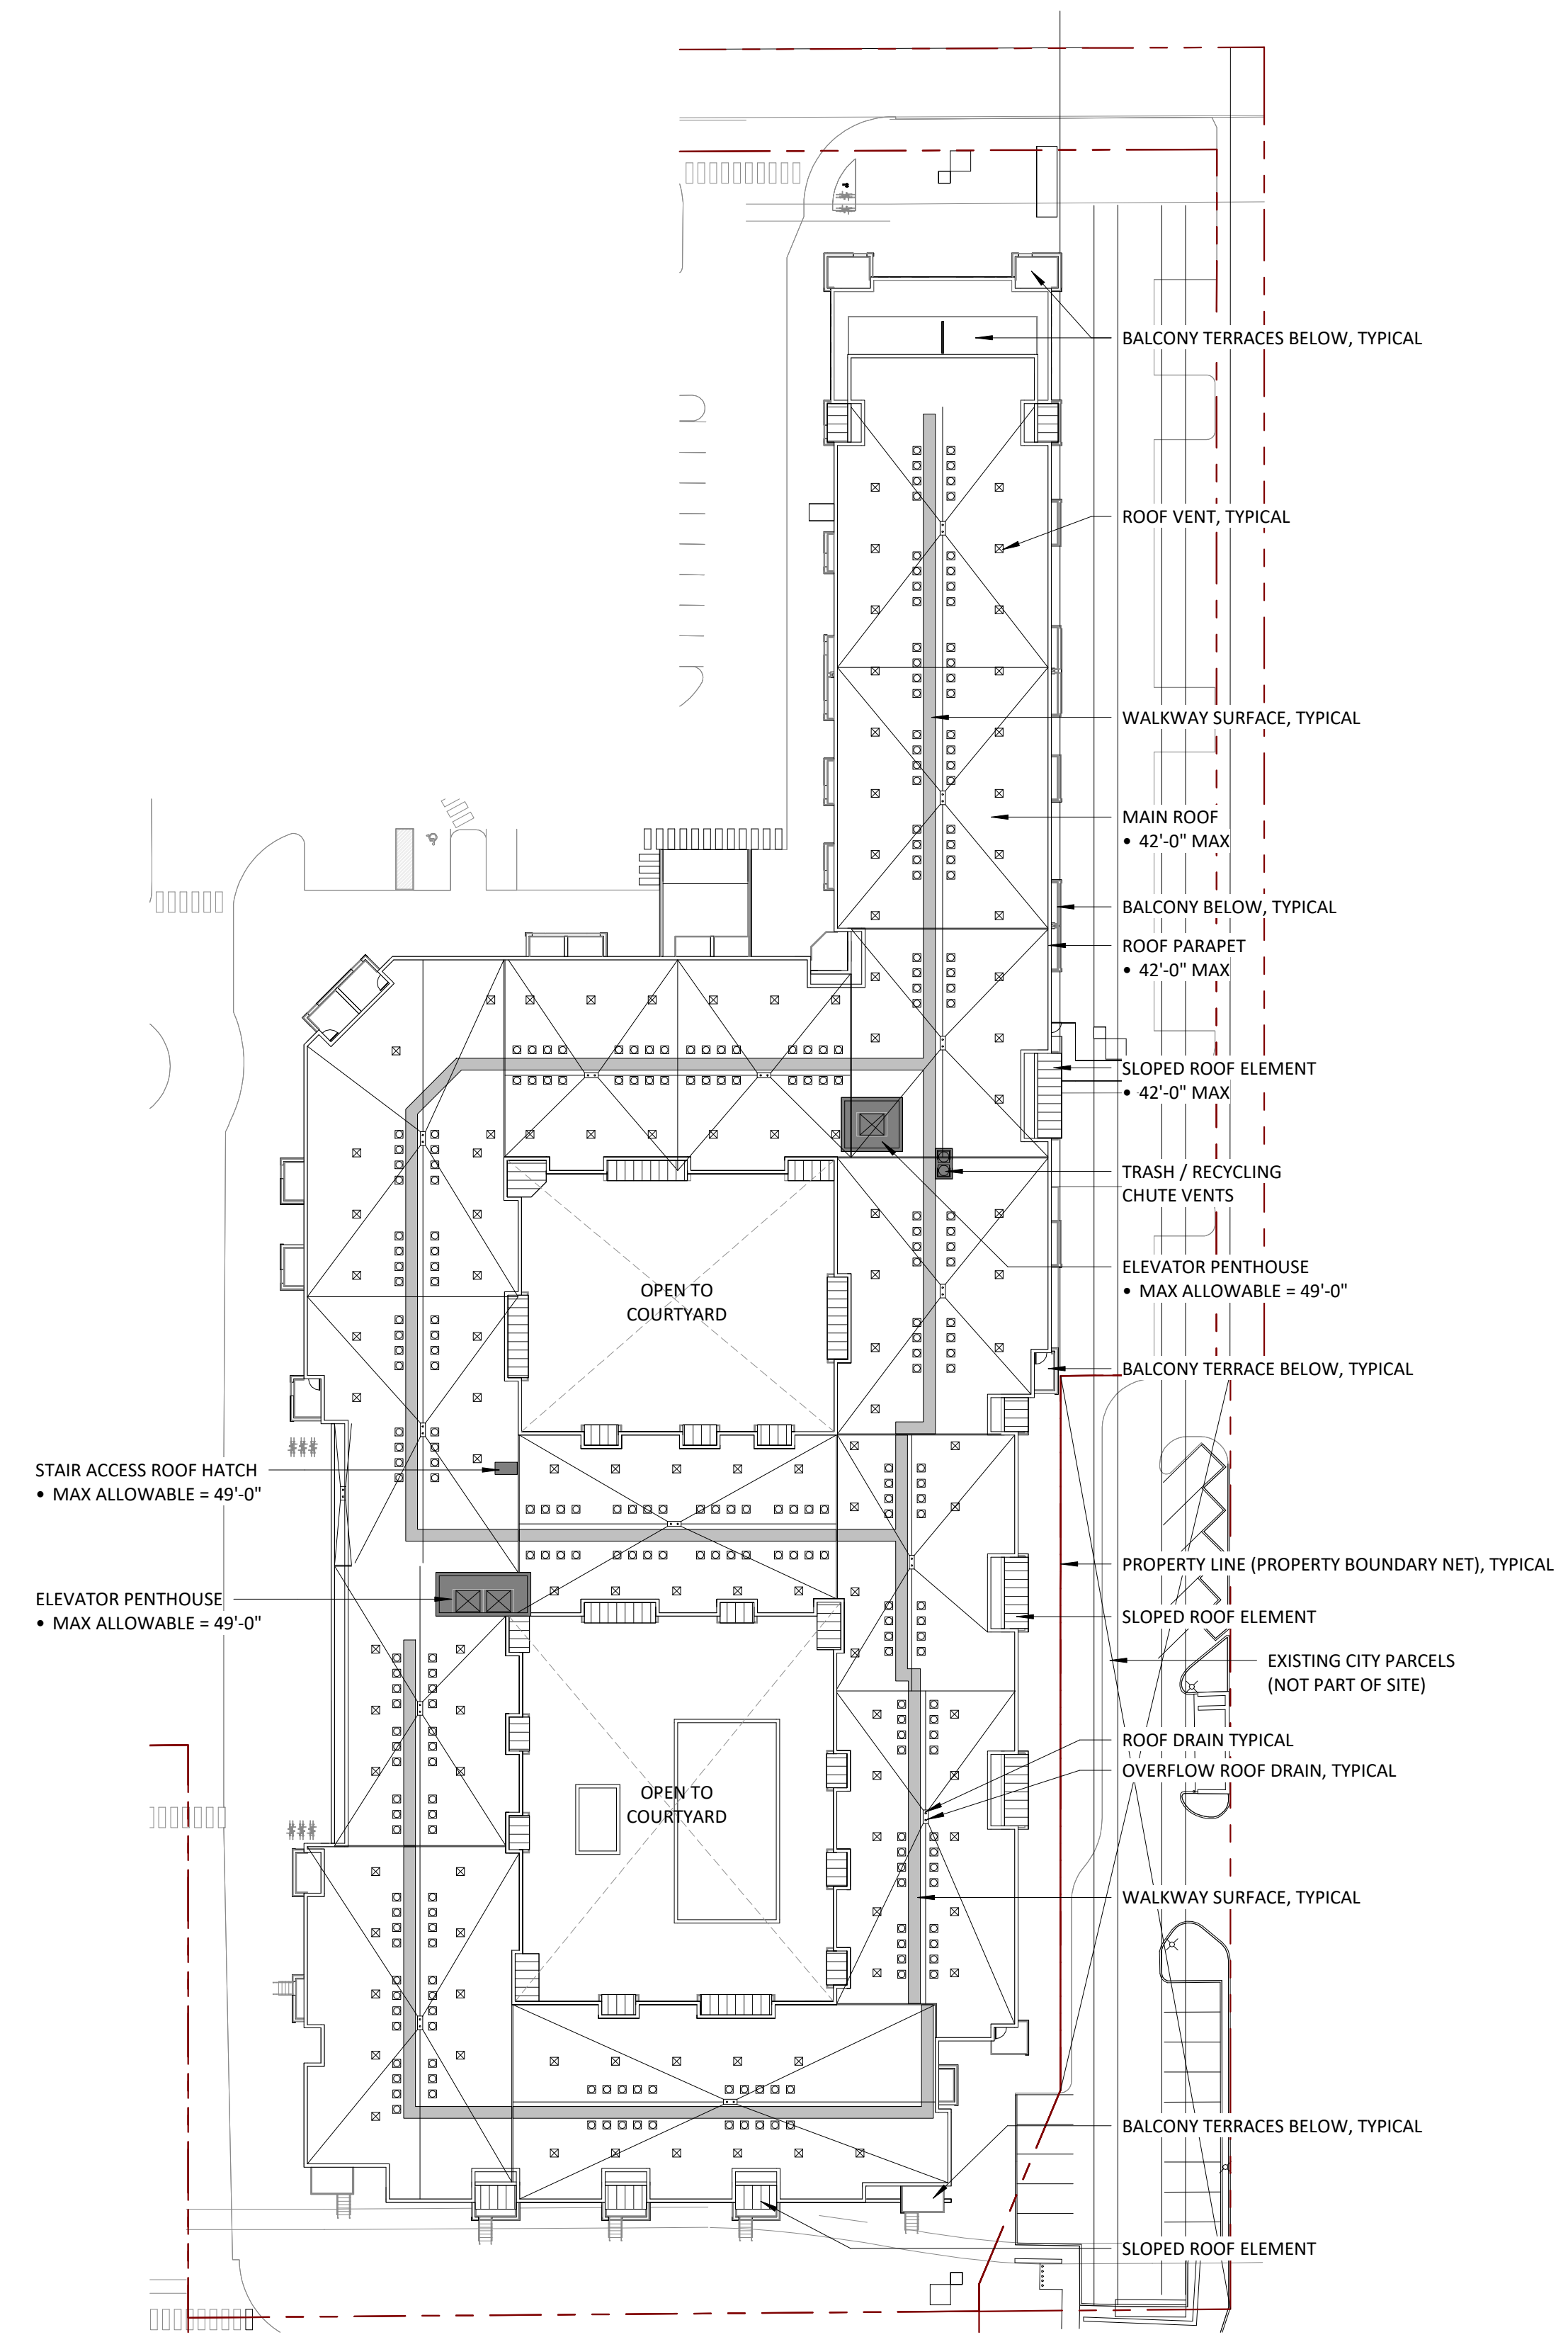 BALCONY TERRACES BELOW, TYPICAL
ROOF VENT, TYPICAL
WALKWAY SURFACE, TYPICAL
MAIN ROOF
• 42'-0" MAX
BALCONY BELOW, TYPICAL
ROOF PARAPET
• 42'-0" MAX
SLOPED ROOF ELEMENT
• 42'-0" MAX
TRASH / RECYCLING
CHUTE VENTS
ELEVATOR PENTHOUSE
• MAX ALLOWABLE = 49'-0"
OPEN TO
COURTYARD
BALCONY TERRACE BELOW, TYPICAL
STAIR ACCESS ROOF HATCH
• MAX ALLOWABLE = 49'-0"
PROPERTY LINE (PROPERTY BOUNDARY NET), TYPICAL
ELEVATOR PENTHOUSE
• MAX ALLOWABLE = 49'-0"
SLOPED ROOF ELEMENT
EXISTING CITY PARCELS
(NOT PART OF SITE)
ROOF DRAIN TYPICAL
OVERFLOW ROOF DRAIN, TYPICAL
OPEN TO
COURTYARD
WALKWAY SURFACE, TYPICAL
BALCONY TERRACES BELOW, TYPICAL
SLOPED ROOF ELEMENT